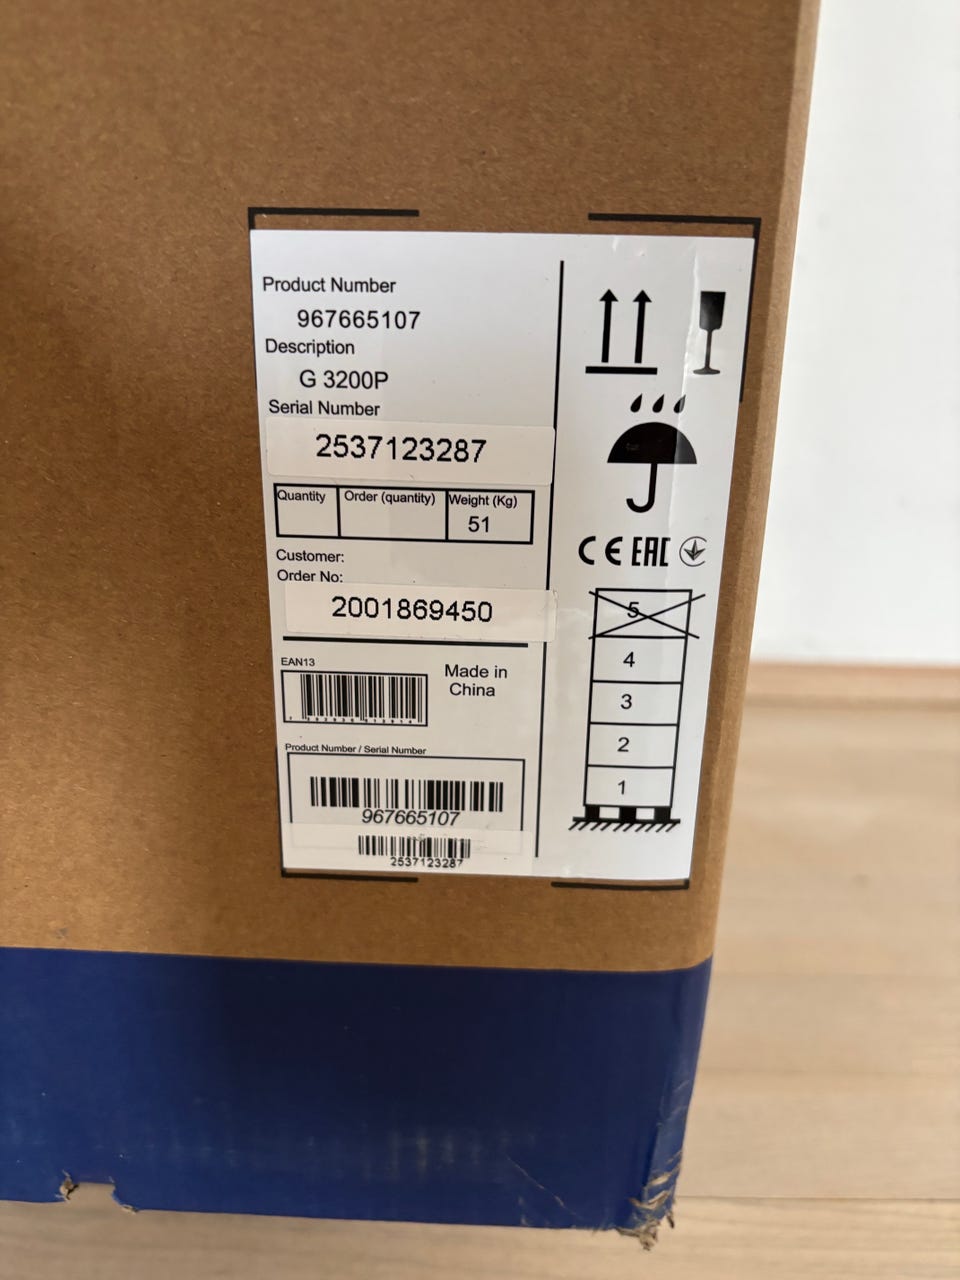 Product Number
967665107
Description
G 3200P
Serial Number
2537123287
Quantity
Order (quantity)
Weight (Kg)
51
Customer:
Order No:
2001869450
EAN13
Made in
China
Product Number / Serial Number
967665107
2537123287
CE EAC
5
4
3
2
1